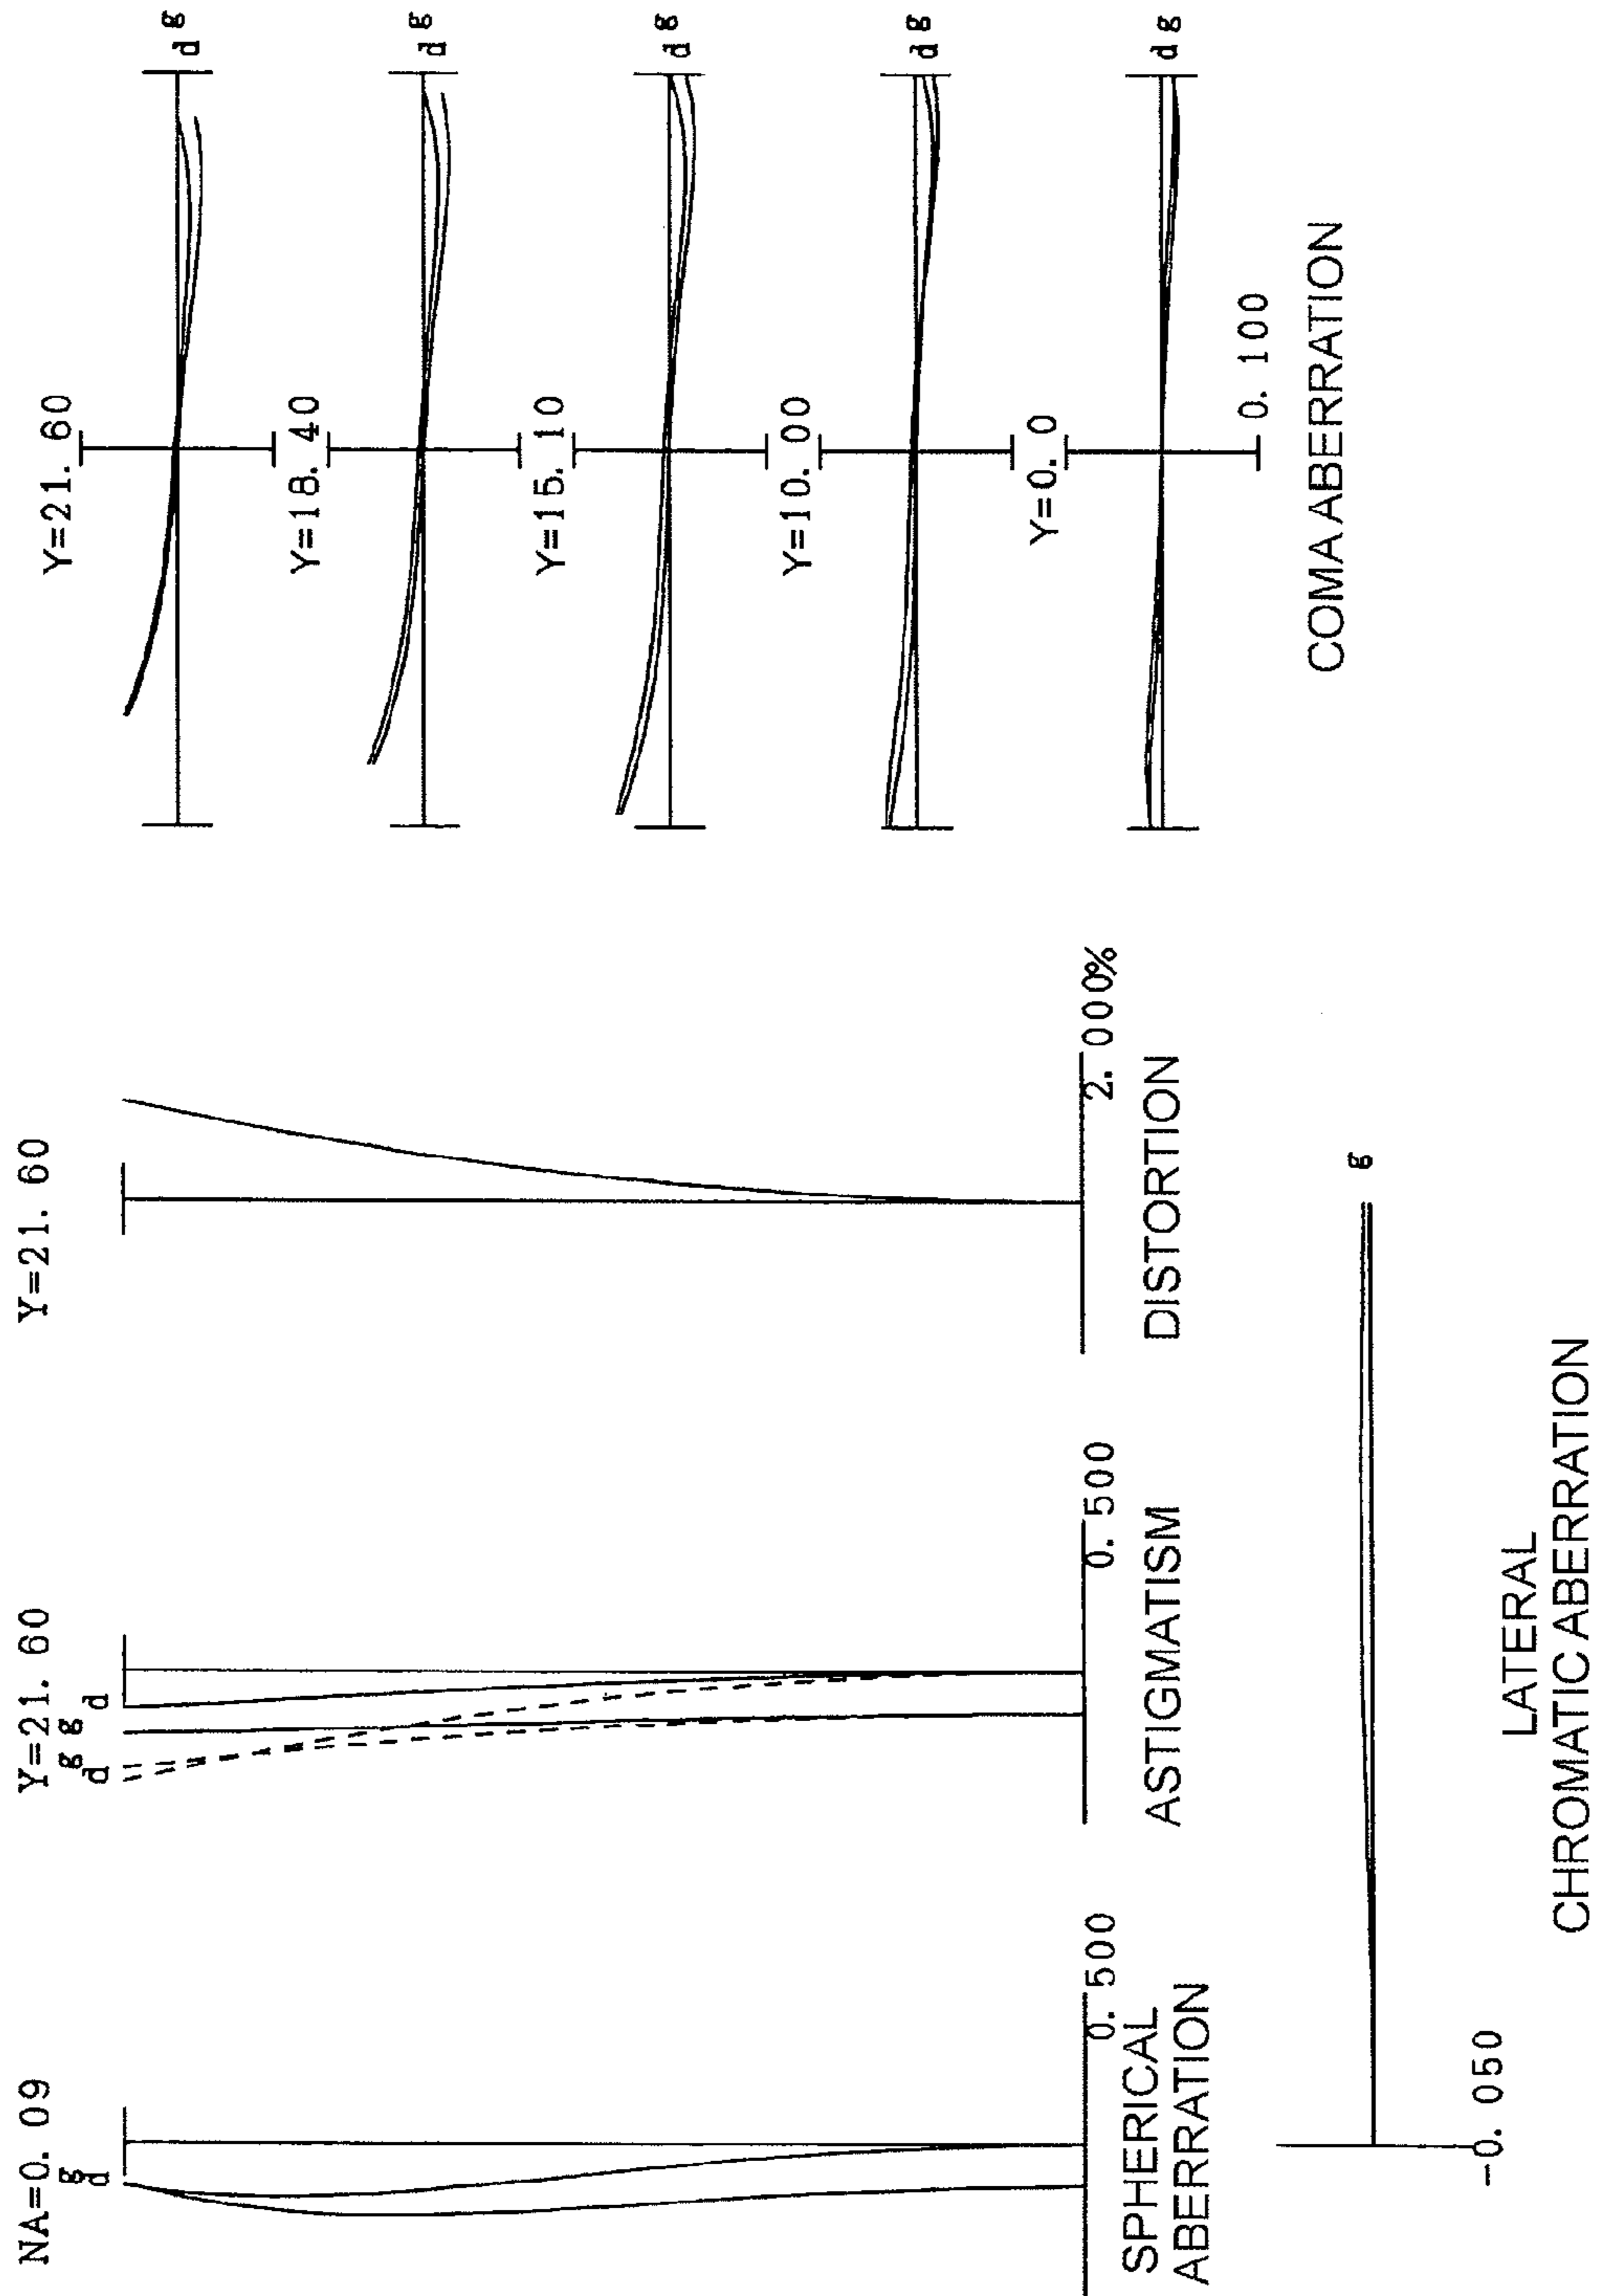 NA=0.09
g
d
0.500
SPHERICAL
ABERRATION
Y=21.60
g g
d d
0.500
ASTIGMATISM
Y=21.60
2.000%
DISTORTION
Y=21.60
d g
Y=18.40
d g
Y=15.10
d g
Y=10.00
d g
Y=0.0
d g
0.100
COMA ABERRATION
g
-0.050
LATERAL
CHROMATIC ABERRATION